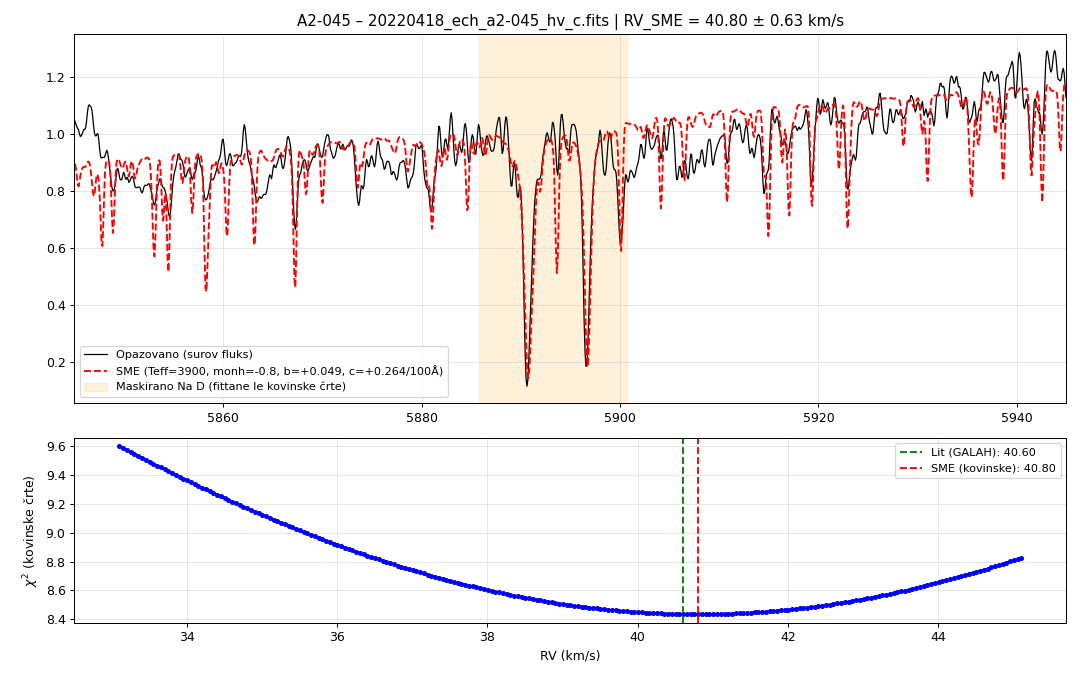 A2-045 – 20220418_ech_a2-045_hv_c.fits | RV_SME = 40.80 ± 0.63 km/s
1.2
1.0
0.8
0.6
0.4
0.2
Opazovano (surov fluks)
SME (Teff=3900, monh=-0.8, b=+0.049, c=+0.264/100Å)
Maskirano Na D (fittane le kovinske črte)
5860 5880 5900 5920 5940
9.6
9.4
9.2
9.0
8.8
8.6
8.4
χ² (kovinske črte)
Lit (GALAH): 40.60
SME (kovinske): 40.80
34 36 38 40 42 44
RV (km/s)